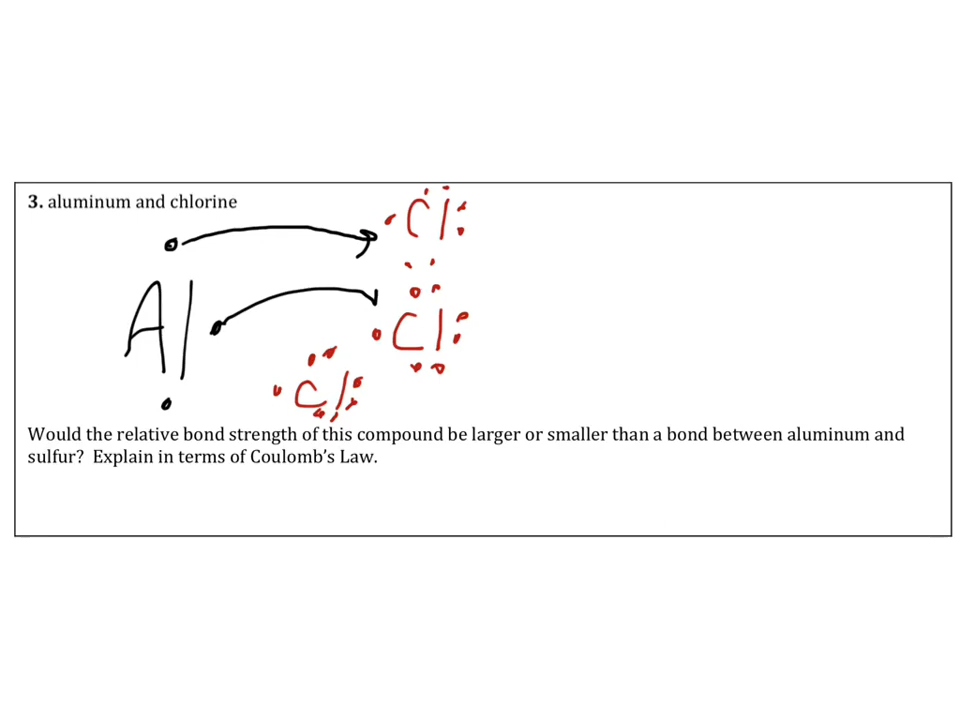 3. aluminum and chlorine
Cl
Al
Cl
Cl
Would the relative bond strength of this compound be larger or smaller than a bond between aluminum and
sulfur? Explain in terms of Coulomb's Law.